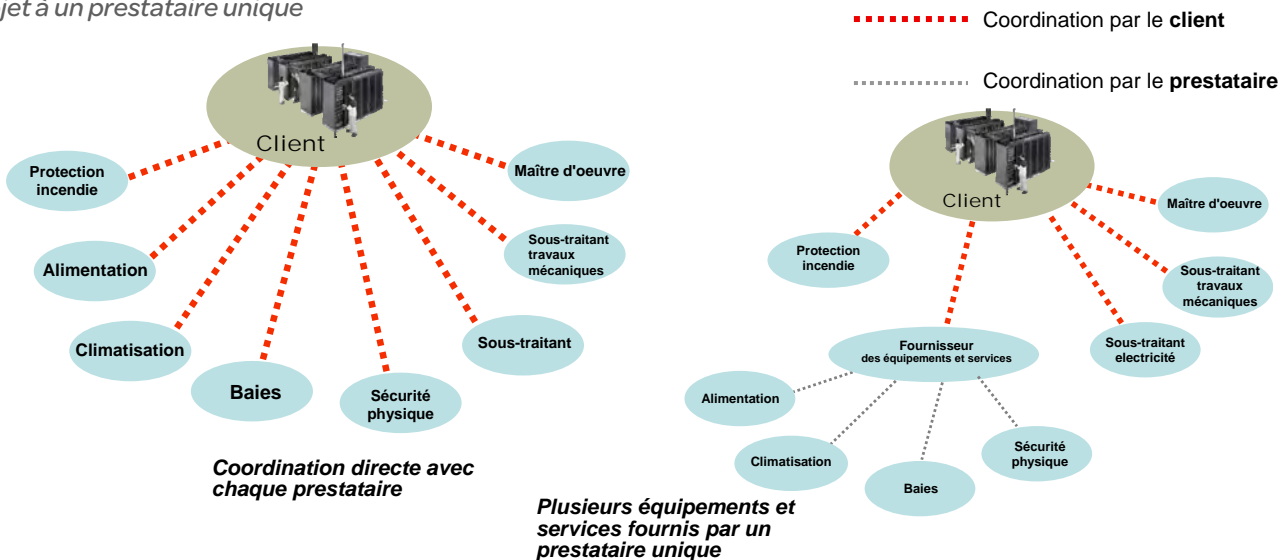 jet à un prestataire unique
Coordination par le client
Coordination par le prestataire
Client
Protection
incendie
Alimentation
Climatisation
Baies
Sécurité
physique
Sous-traitant
Sous-traitant
travaux
mécaniques
Maître d'oeuvre
Coordination directe avec
chaque prestataire
Client
Protection
incendie
Maître d'oeuvre
Sous-traitant
travaux
mécaniques
Sous-traitant
electricité
Fournisseur
des équipements et services
Alimentation
Climatisation
Baies
Sécurité
physique
Plusieurs équipements et
services fournis par un
prestataire unique